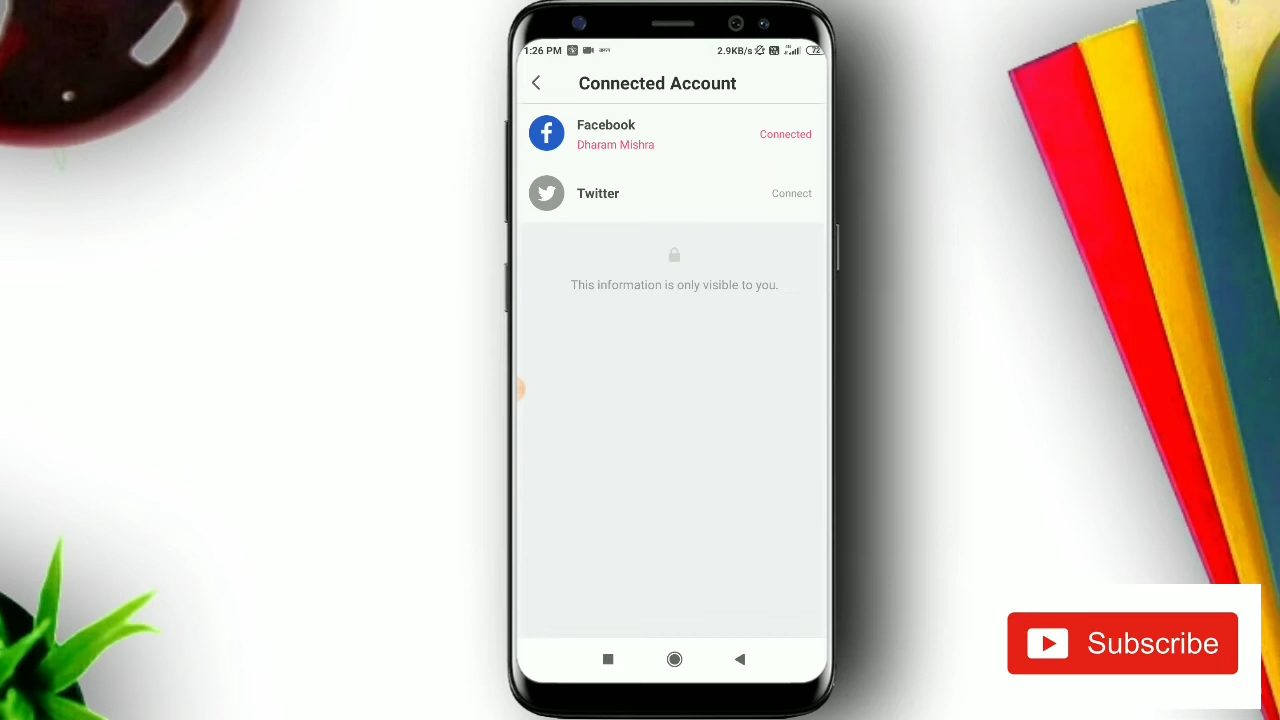 1:26 PM
2.9KB/s
72
Connected Account
Facebook
Dharam Mishra
Connected
Twitter
Connect
This information is only visible to you.
Subscribe